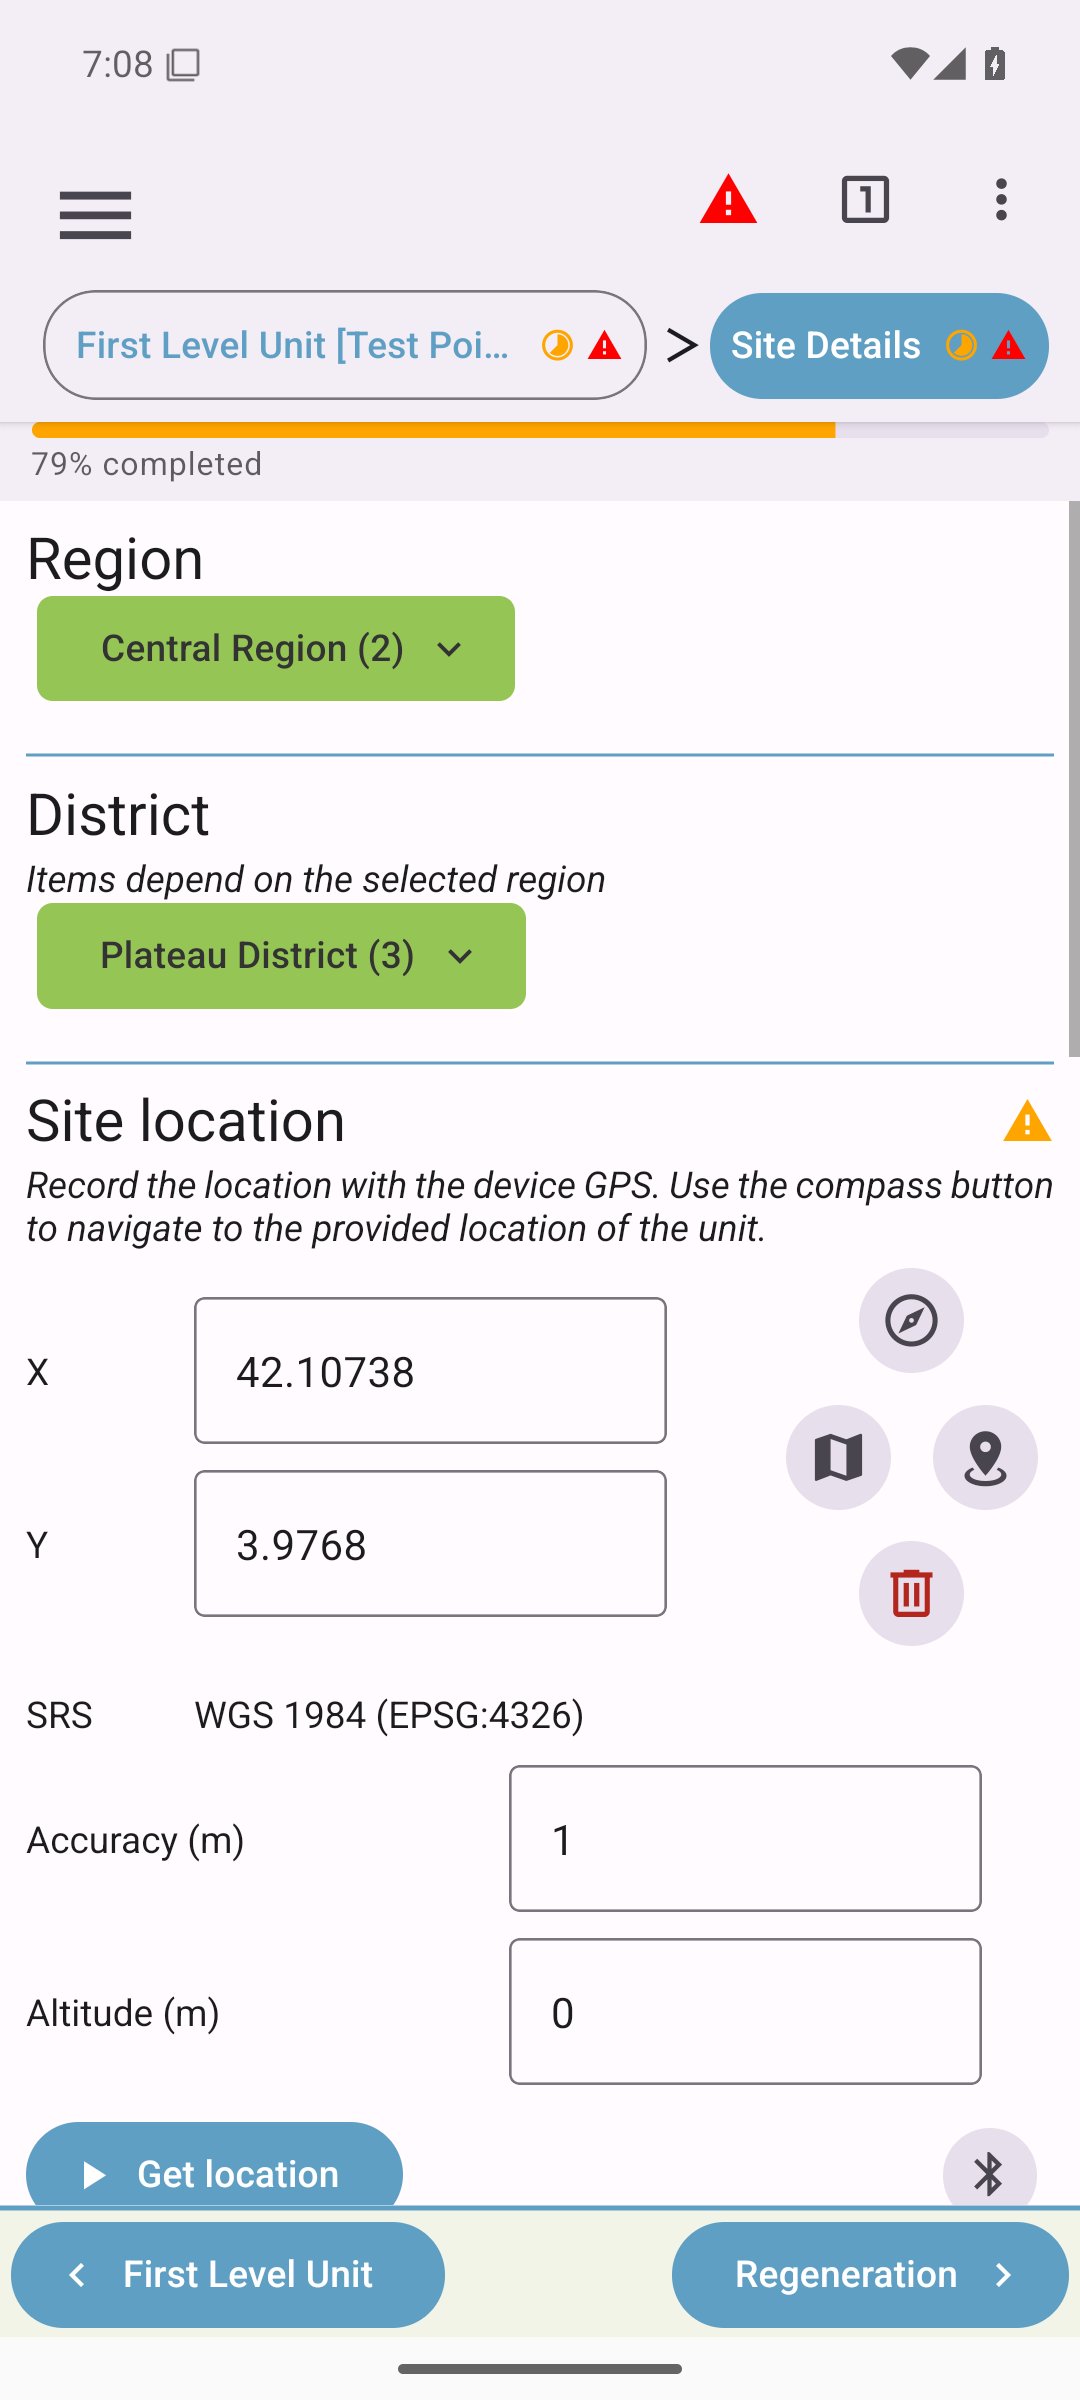 7:08
1
First Level Unit [Test Poi...
>
Site Details
79% completed
Region
Central Region (2)
District
Items depend on the selected region
Plateau District (3)
Site location
Record the location with the device GPS. Use the compass button
to navigate to the provided location of the unit.
X
42.10738
Y
3.9768
SRS
WGS 1984 (EPSG:4326)
Accuracy (m)
1
Altitude (m)
0
Get location
First Level Unit
Regeneration